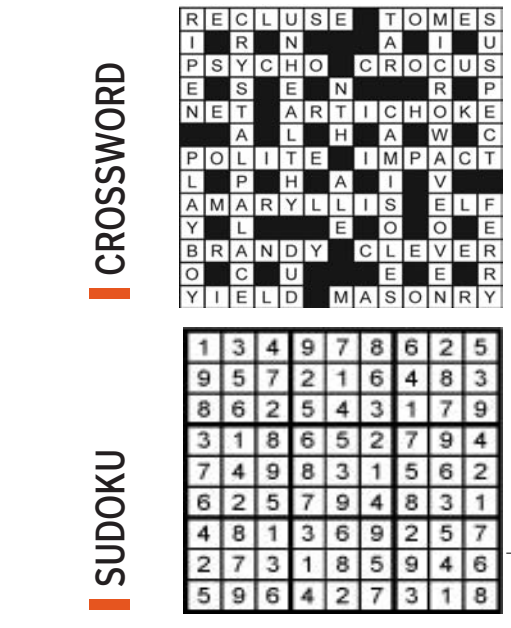 CROSSWORD
R E C L U S E T O M E S
I R N A I U
P S Y C H O C R O C U S
E S E N R P
N E T A R T I C H O K E
A L H A W C
P O L I T E I M P A C T
L P H A I V
A M A R Y L L I S E L F
Y L E O O E
B R A N D Y C L E V E R
O C U E E R
Y I E L D M A S O N R Y
SUDOKU
1 3 4 9 7 8 6 2 5
9 5 7 2 1 6 4 8 3
8 6 2 5 4 3 1 7 9
3 1 8 6 5 2 7 9 4
7 4 9 8 3 1 5 6 2
6 2 5 7 9 4 8 3 1
4 8 1 3 6 9 2 5 7
2 7 3 1 8 5 9 4 6
5 9 6 4 2 7 3 1 8